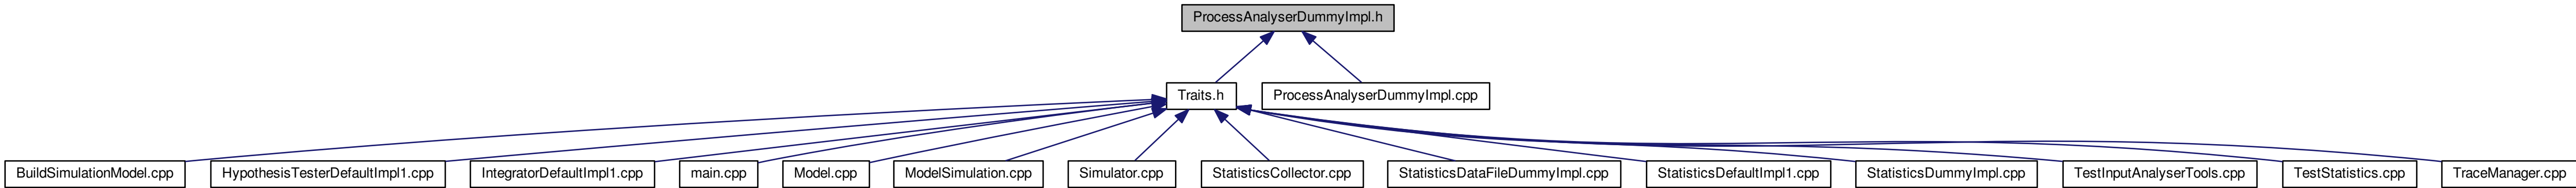 ProcessAnalyserDummyImpl.h
Traits.h
ProcessAnalyserDummyImpl.cpp
BuildSimulationModel.cpp
HypothesisTesterDefaultImpl1.cpp
IntegratorDefaultImpl1.cpp
main.cpp
Model.cpp
ModelSimulation.cpp
Simulator.cpp
StatisticsCollector.cpp
StatisticsDataFileDummyImpl.cpp
StatisticsDefaultImpl1.cpp
StatisticsDummyImpl.cpp
TestInputAnalyserTools.cpp
TestStatistics.cpp
TraceManager.cpp